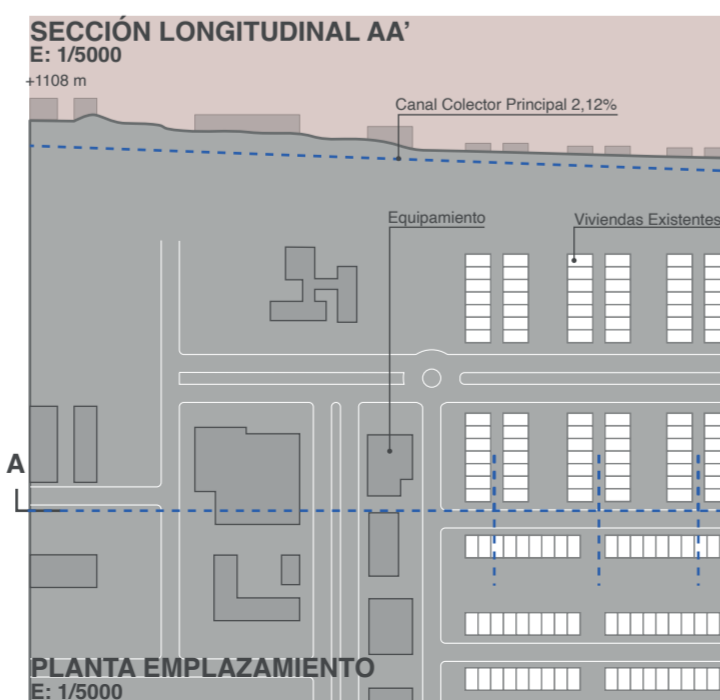 SECCIÓN LONGITUDINAL AA’
E: 1/5000
+1108 m
Canal Colector Principal 2,12%
Equipamiento
Viviendas Existentes
A
PLANTA EMPLAZAMIENTO
E: 1/5000